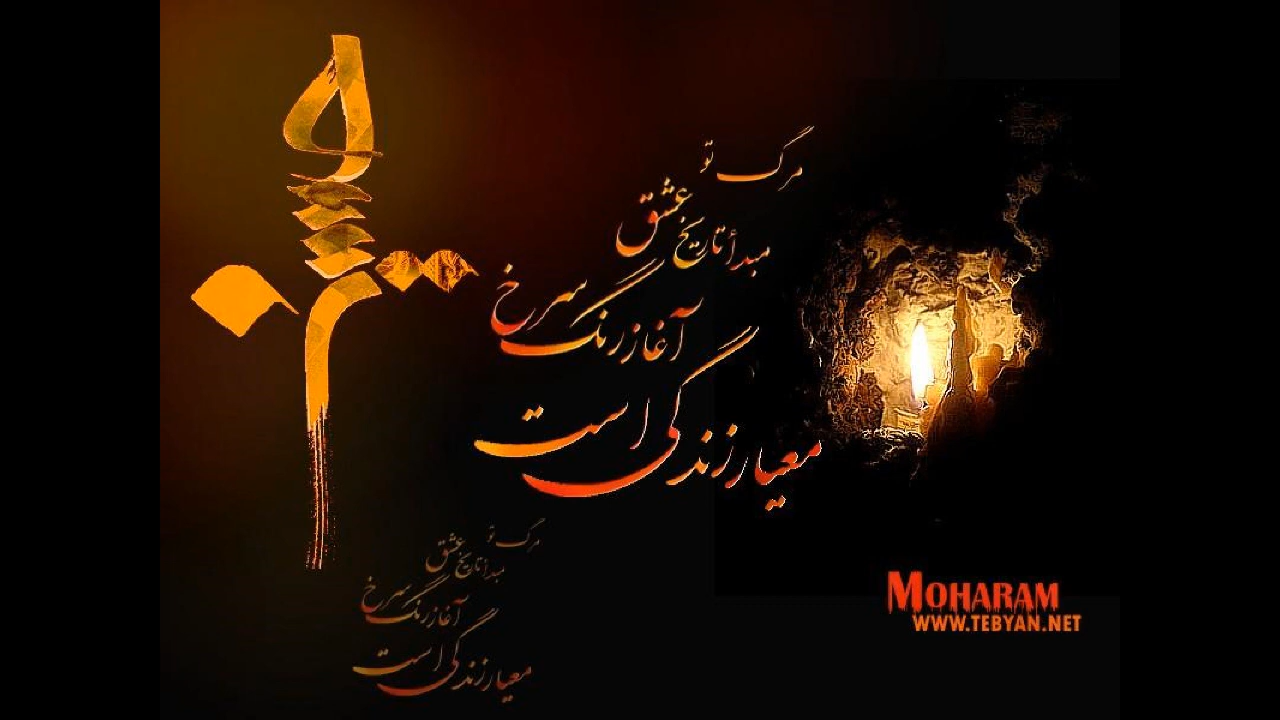 مرگ تو
مبدأ تاریخ عشق
آغاز رنگ سرخ
معیار زندگی است
مرگ تو
مبدأ تاریخ عشق
آغاز رنگ سرخ
معیار زندگی است
MOHARAM
WWW.TEBYAN.NET